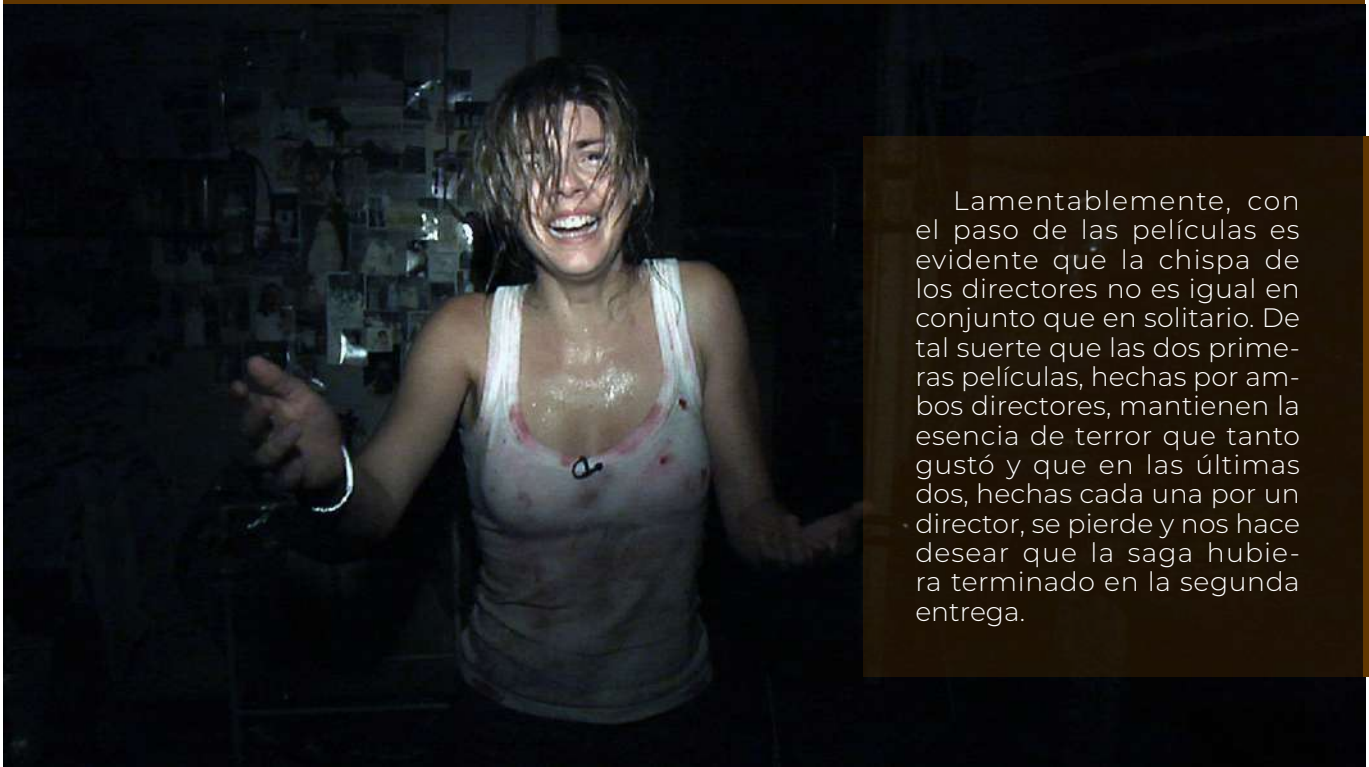 Lamentablemente, con
el paso de las películas es
evidente que la chispa de
los directores no es igual en
conjunto que en solitario. De
tal suerte que las dos prime-
ras películas, hechas por am-
bos directores, mantienen la
esencia de terror que tanto
gustó y que en las últimas
dos, hechas cada una por un
director, se pierde y nos hace
desear que la saga hubie-
ra terminado en la segunda
entrega.